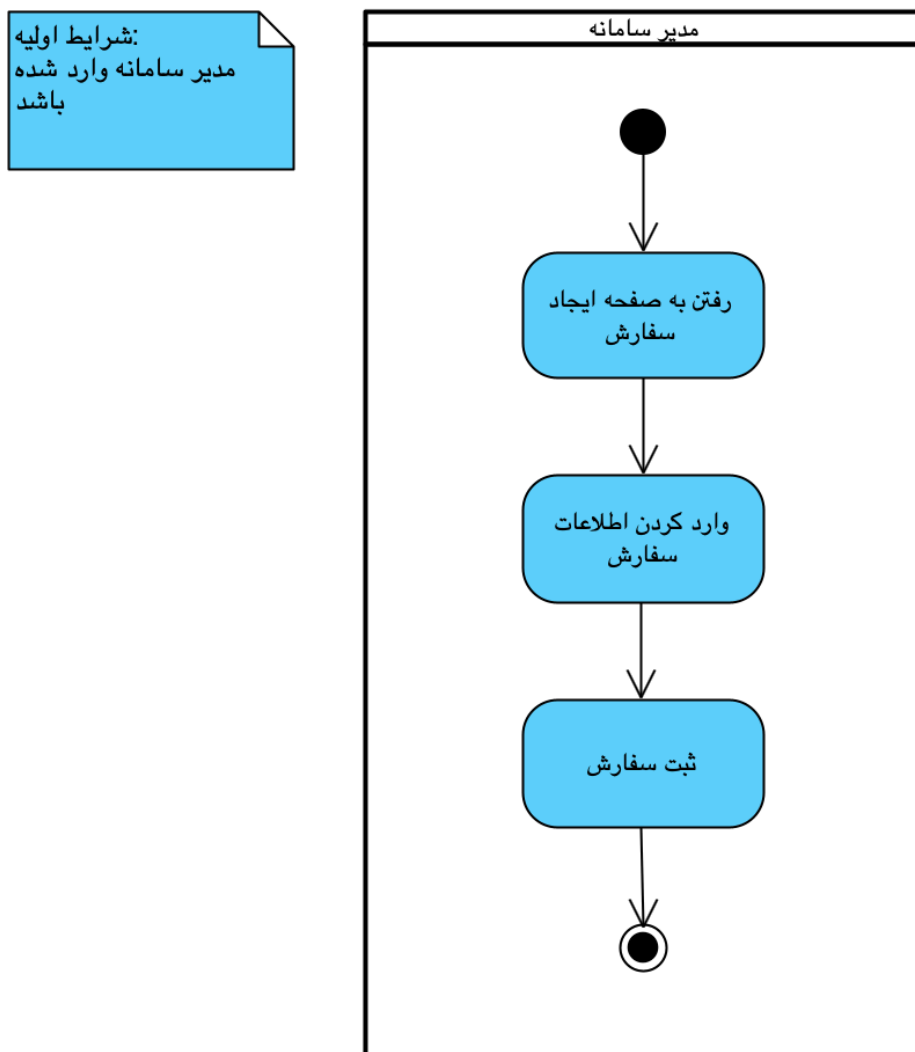 شرایط اولیه:
مدیر سامانه وارد شده
باشد
مدیر سامانه
رفتن به صفحه ایجاد
سفارش
وارد کردن اطلاعات
سفارش
ثبت سفارش